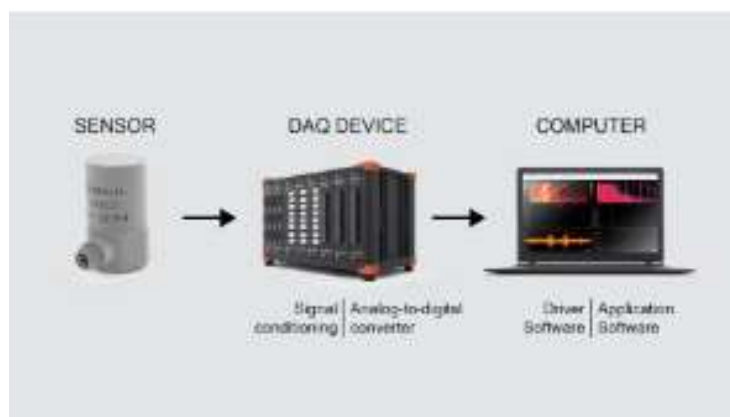 SENSOR
DAQ DEVICE
COMPUTER
Signal conditioning
Analog-to-digital converter
Driver Software
Application Software